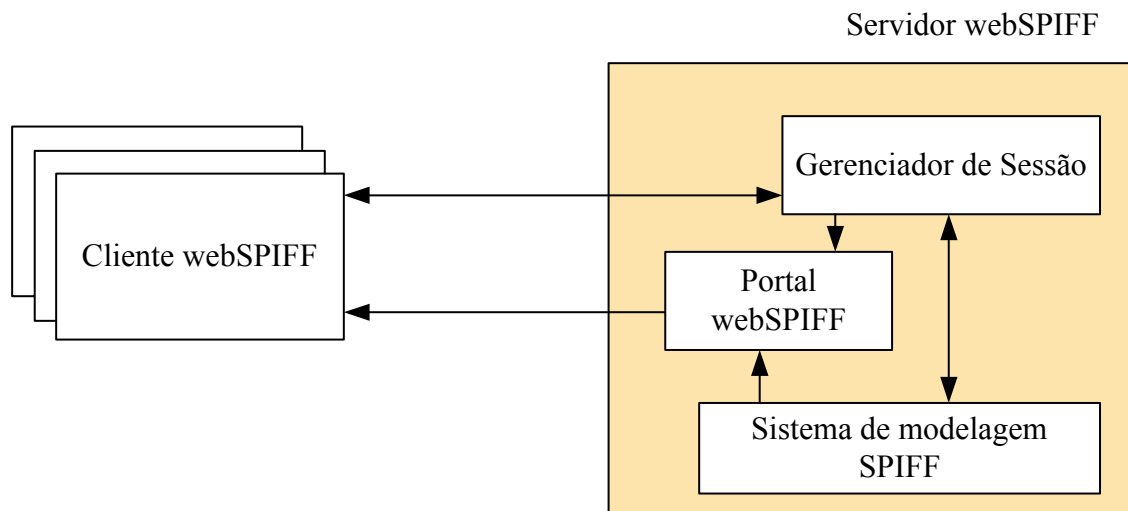 Servidor webSPIFF
Gerenciador de Sessão
Cliente webSPIFF
Portal
webSPIFF
Sistema de modelagem
SPIFF